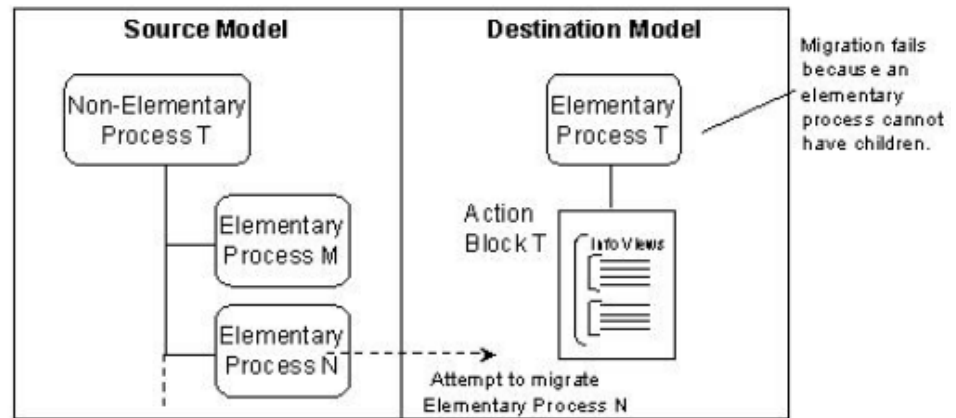 Source Model
Non-Elementary
Process T
Elementary
Process M
Elementary
Process N
Destination Model
Elementary
Process T
Action
Block T
Info Views
Attempt to migrate
Elementary Process N
Migration fails
because an
elementary
process cannot
have children.